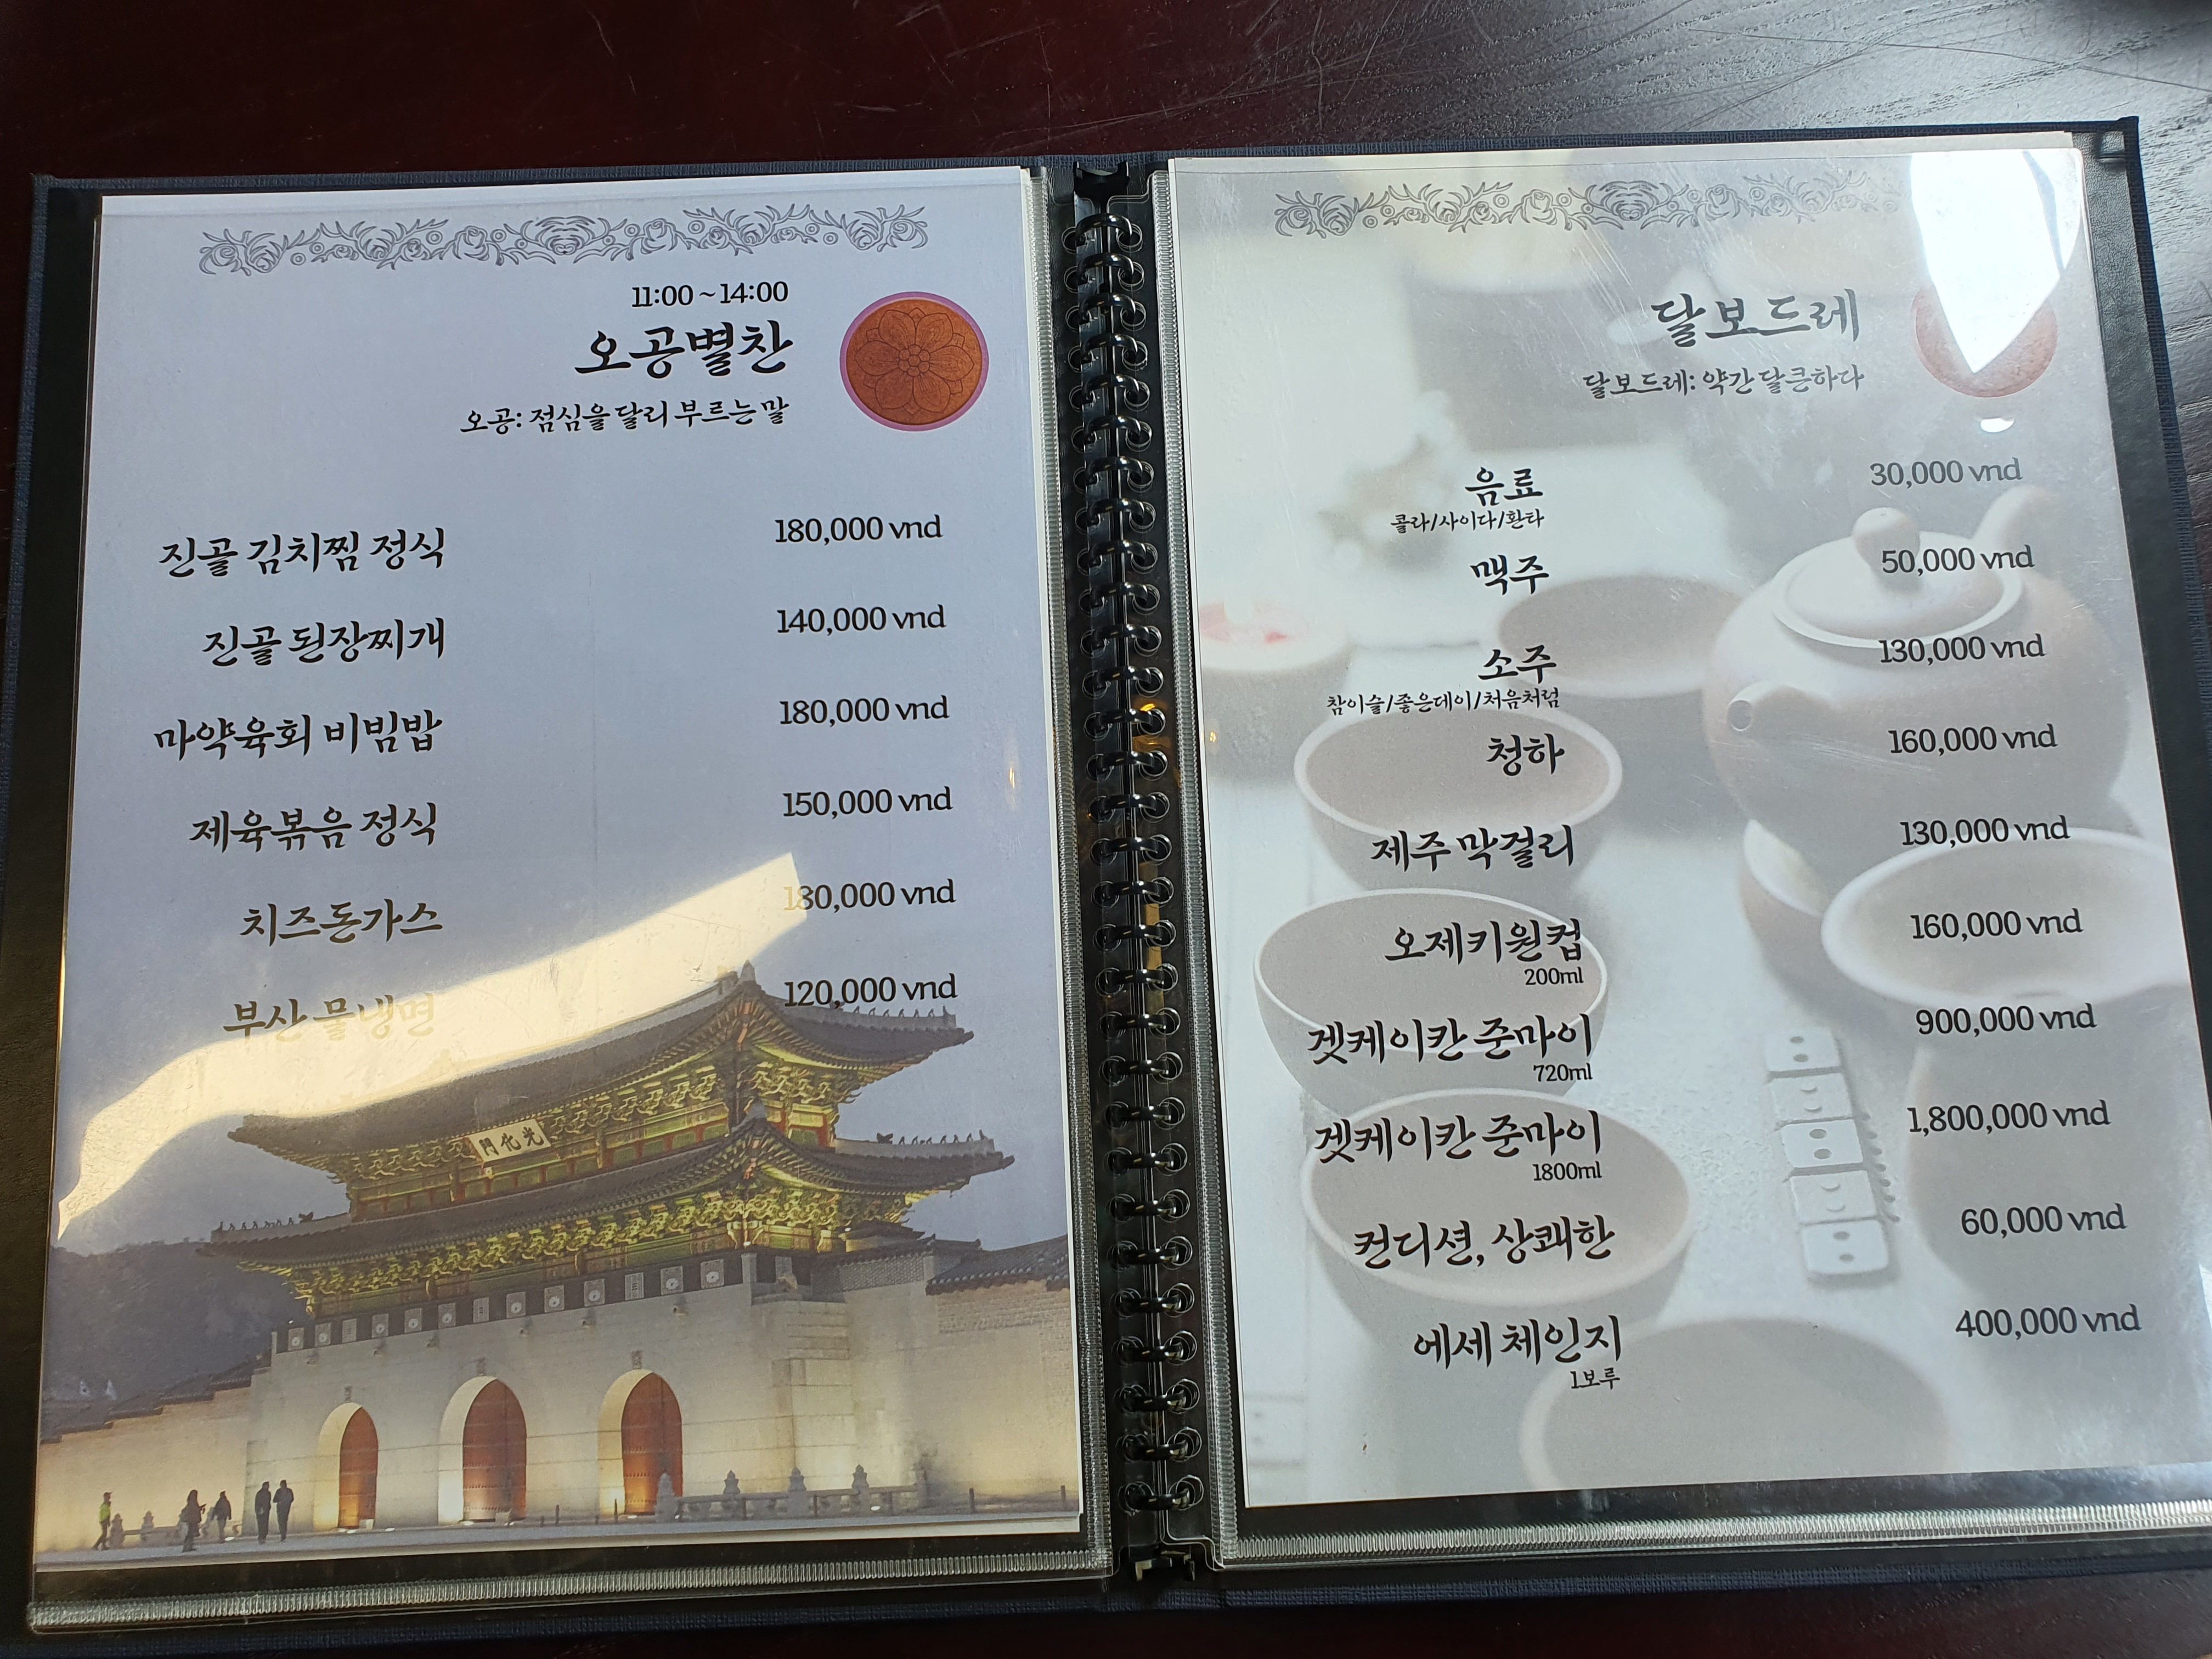 11:00 ~ 14:00
오공별찬
오공: 점심을 달리 부르는 말
진골 김치찜 정식 180,000 vnd
진골 된장찌개 140,000 vnd
마약육회 비빔밥 180,000 vnd
제육볶음 정식 150,000 vnd
치즈돈가스 180,000 vnd
부산 물냉면 120,000 vnd
門化光
달보드레
달보드레: 약간 달큰하다
음료 30,000 vnd
콜라/사이다/환타
맥주 50,000 vnd
소주 130,000 vnd
참이슬/좋은데이/처음처럼
청하 160,000 vnd
제주 막걸리 130,000 vnd
오제키원컵 160,000 vnd
200ml
겟케이칸 준마이 900,000 vnd
720ml
겟케이칸 준마이 1,800,000 vnd
1800ml
컨디션, 상쾌한 60,000 vnd
에세 체인지 400,000 vnd
1보루